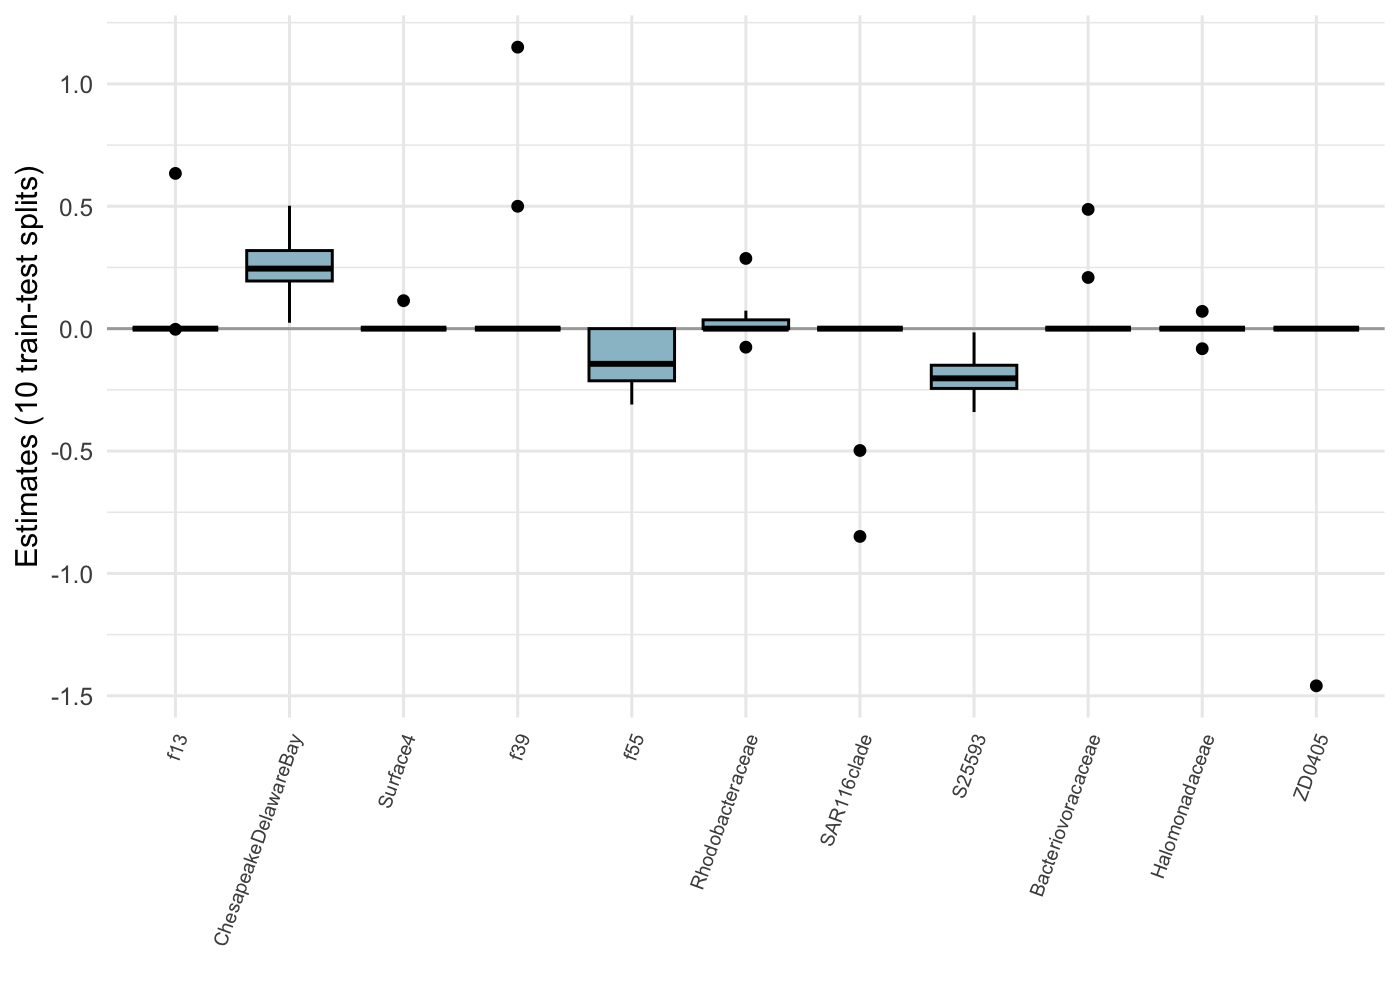 Estimates (10 train-test splits)
1.0
0.5
0.0
-0.5
-1.0
-1.5
f13
ChesapeakeDelawareBay
Surface4
f39
f55
Rhodobacteraceae
SAR116clade
S25593
Bacteriovoracaceae
Halomonadaceae
ZD0405